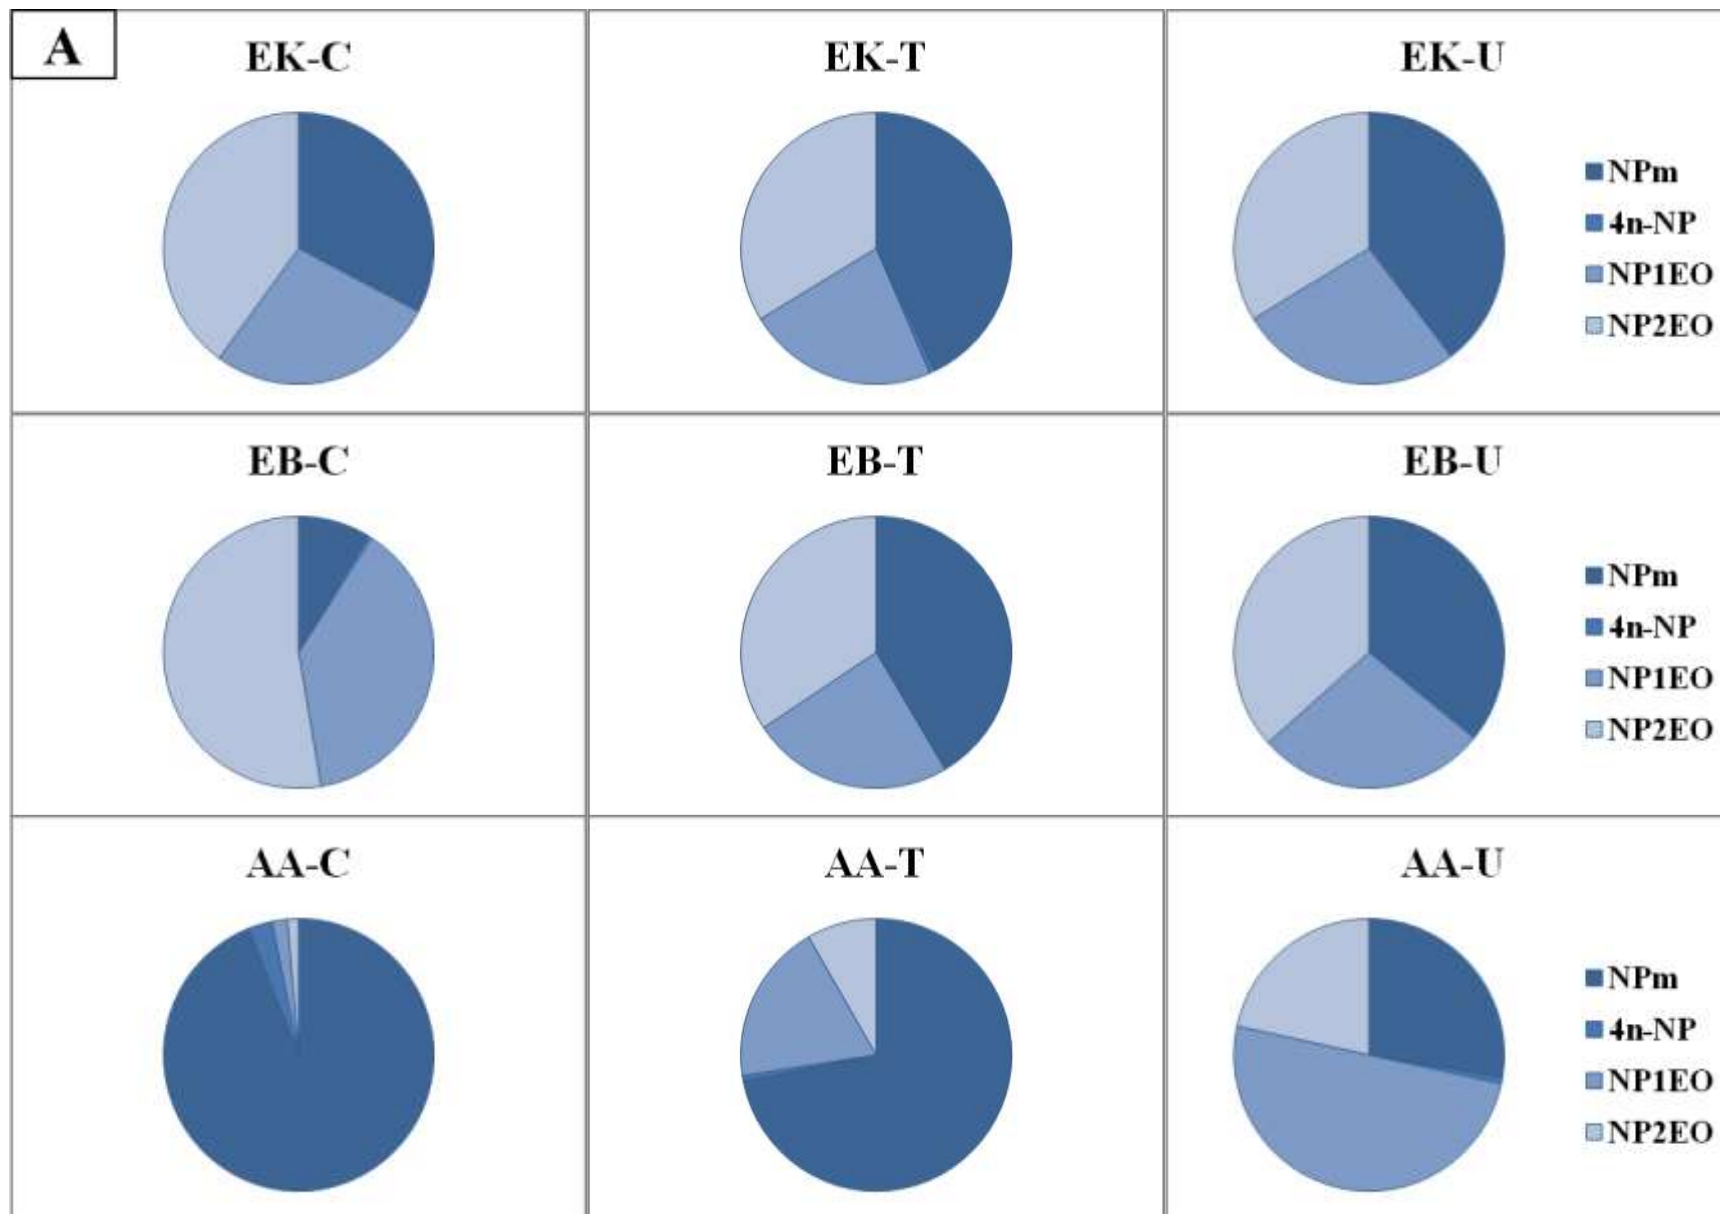 A
EK-C
EK-T
EK-U
NPm
4n-NP
NP1EO
NP2EO
EB-C
EB-T
EB-U
NPm
4n-NP
NP1EO
NP2EO
AA-C
AA-T
AA-U
NPm
4n-NP
NP1EO
NP2EO